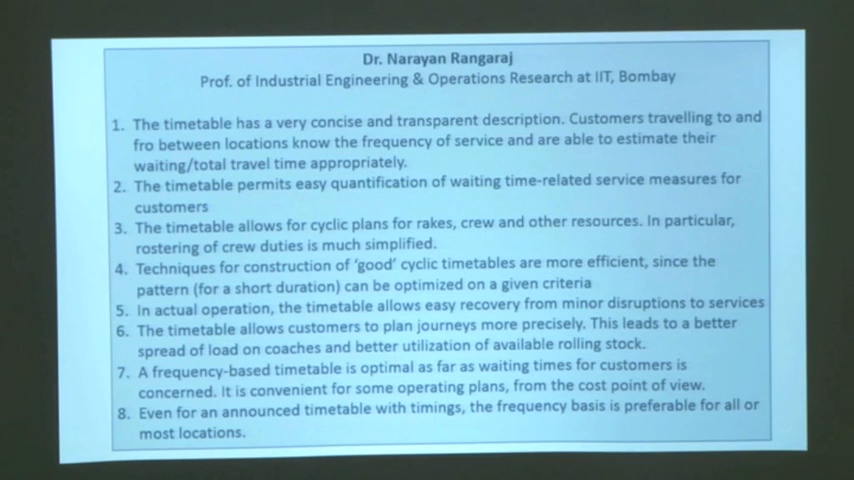 Dr. Narayan Rangaraj
Prof. of Industrial Engineering & Operations Research at IIT, Bombay
1. The timetable has a very concise and transparent description. Customers travelling to and
fro between locations know the frequency of service and are able to estimate their
waiting/total travel time appropriately.
2. The timetable permits easy quantification of waiting time-related service measures for
customers
3. The timetable allows for cyclic plans for rakes, crew and other resources. In particular,
rostering of crew duties is much simplified.
4. Techniques for construction of 'good' cyclic timetables are more efficient, since the
pattern (for a short duration) can be optimized on a given criteria
5. In actual operation, the timetable allows easy recovery from minor disruptions to services
6. The timetable allows customers to plan journeys more precisely. This leads to a better
spread of load on coaches and better utilization of available rolling stock.
7. A frequency-based timetable is optimal as far as waiting times for customers is
concerned. It is convenient for some operating plans, from the cost point of view.
8. Even for an announced timetable with timings, the frequency basis is preferable for all or
most locations.